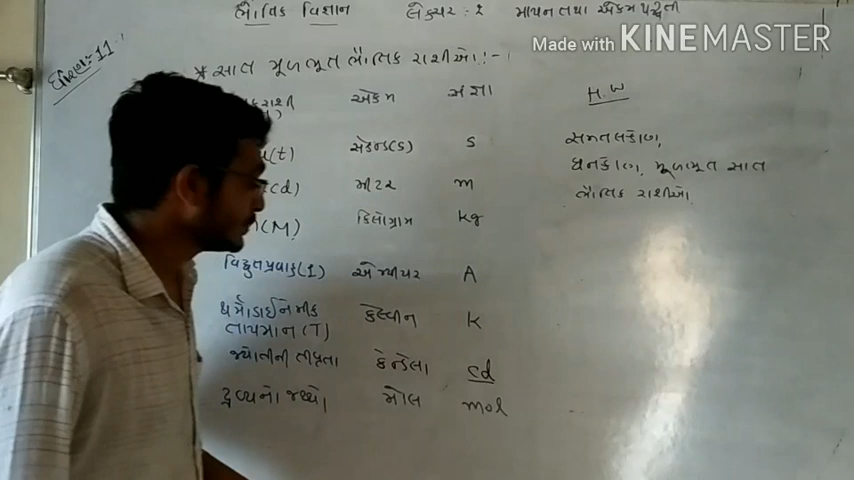 ભૌતિક વિજ્ઞાન લેક્ચર : ૨ માપન તથા એકમ પદ્ધતી
Made with KINEMASTER
ધોરણ:- 11
* સાત મૂળભૂત ભૌતિક રાશીઓ :-
રાશી એકમ સંજ્ઞા H.W
(t) સેકન્ડ(s) s સમતલકોણ,
(d) મીટર m ઘનકોણ, મૂળભૂત સાત
(M) કિલોગ્રામ kg ભૌતિક રાશીઓ.
વિદ્યુતપ્રવાહ(I) એમ્પીયર A
થર્મોડાઈનેમીક
તાપમાન(T) કેલ્વીન k
જ્યોતીની તીવ્રતા કેન્ડેલા cd
દ્રવ્યનો જથ્થો મોલ mol